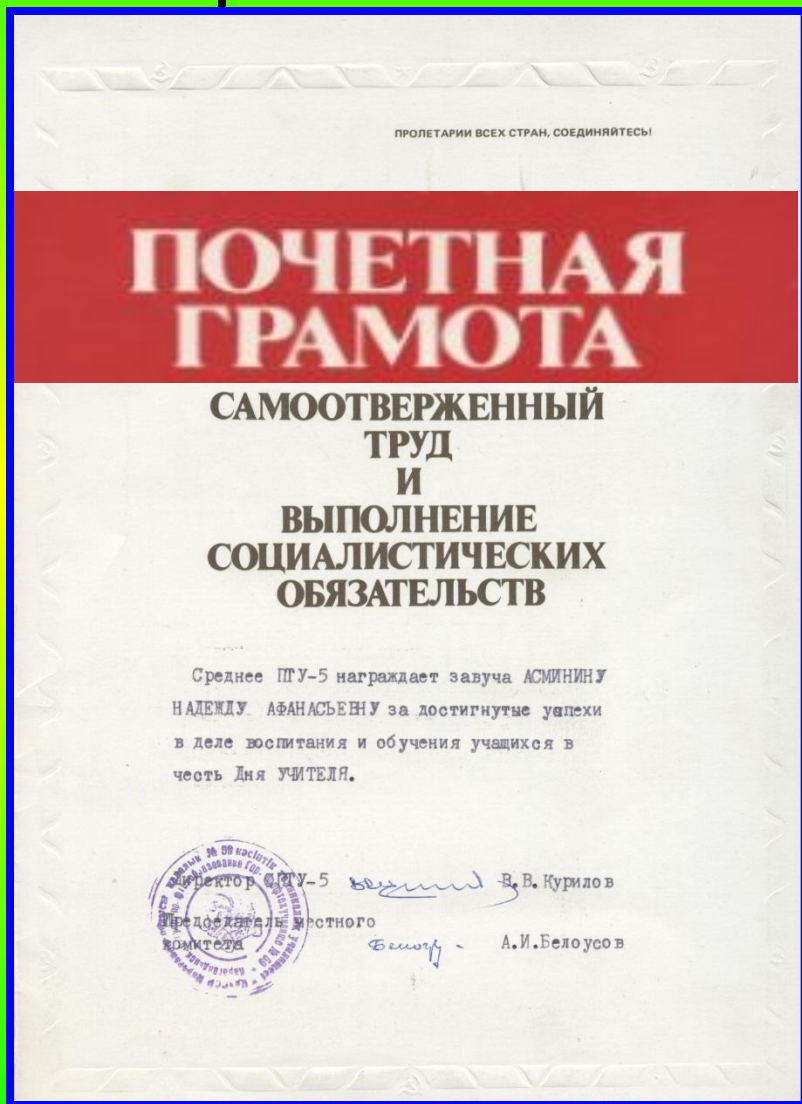 ПРОЛЕТАРИИ ВСЕХ СТРАН, СОЕДИНЯЙТЕСЬ!
ПОЧЕТНАЯ
ГРАМОТА
САМООТВЕРЖЕННЫЙ
ТРУД
И
ВЫПОЛНЕНИЕ
СОЦИАЛИСТИЧЕСКИХ
ОБЯЗАТЕЛЬСТВ
Среднее ПТУ-5 награждает завуча АСМИНИНУ
НАДЕЖДУ АФАНАСЬЕВНУ за достигнутые успехи
в деле воспитания и обучения учащихся в
честь Дня УЧИТЕЛЯ.
Директор СПТУ-5 В.В.Курилов
Председатель местного
комитета А.И.Белоусов